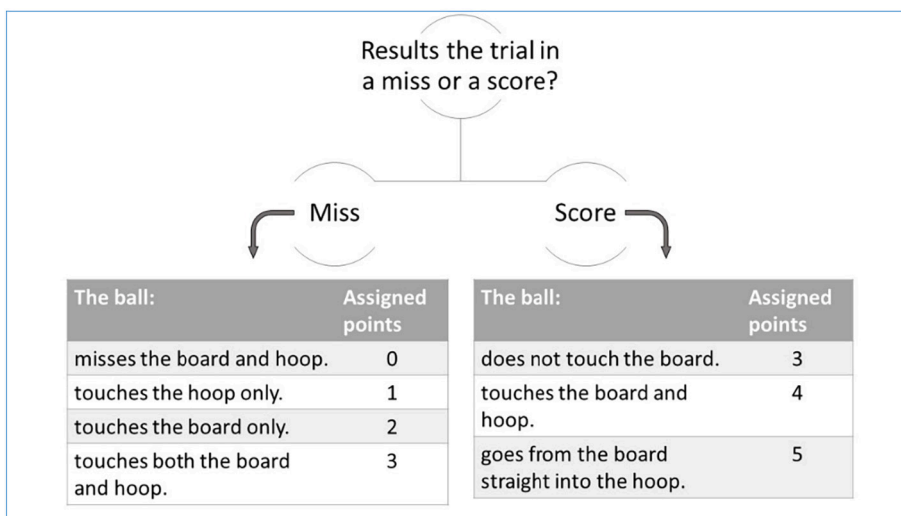 Results the trial in
a miss or a score?
Miss
Score
The ball: Assigned
points
misses the board and hoop. 0
touches the hoop only. 1
touches the board only. 2
touches both the board 3
and hoop.
The ball: Assigned
points
does not touch the board. 3
touches the board and 4
hoop.
goes from the board 5
straight into the hoop.